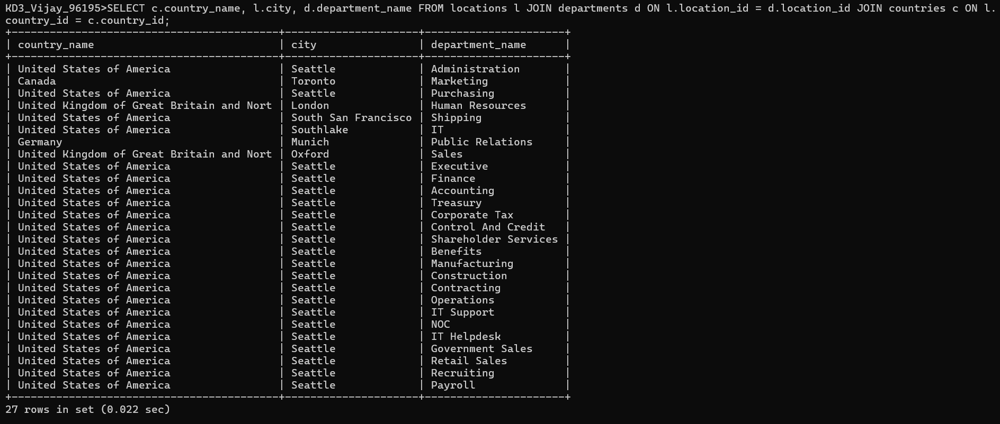 KD3_Vijay_96195>SELECT c.country_name, l.city, d.department_name FROM locations l JOIN departments d ON l.location_id = d.location_id JOIN countries c ON l.
country_id = c.country_id;
+------------------------------------------+---------------------+----------------------+
| country_name                             | city                | department_name      |
+------------------------------------------+---------------------+----------------------+
| United States of America                 | Seattle             | Administration       |
| Canada                                   | Toronto             | Marketing            |
| United States of America                 | Seattle             | Purchasing           |
| United Kingdom of Great Britain and Nort | London              | Human Resources      |
| United States of America                 | South San Francisco | Shipping             |
| United States of America                 | Southlake           | IT                   |
| Germany                                  | Munich              | Public Relations     |
| United Kingdom of Great Britain and Nort | Oxford              | Sales                |
| United States of America                 | Seattle             | Executive            |
| United States of America                 | Seattle             | Finance              |
| United States of America                 | Seattle             | Accounting           |
| United States of America                 | Seattle             | Treasury             |
| United States of America                 | Seattle             | Corporate Tax        |
| United States of America                 | Seattle             | Control And Credit   |
| United States of America                 | Seattle             | Shareholder Services |
| United States of America                 | Seattle             | Benefits             |
| United States of America                 | Seattle             | Manufacturing        |
| United States of America                 | Seattle             | Construction         |
| United States of America                 | Seattle             | Contracting          |
| United States of America                 | Seattle             | Operations           |
| United States of America                 | Seattle             | IT Support           |
| United States of America                 | Seattle             | NOC                  |
| United States of America                 | Seattle             | IT Helpdesk          |
| United States of America                 | Seattle             | Government Sales     |
| United States of America                 | Seattle             | Retail Sales         |
| United States of America                 | Seattle             | Recruiting           |
| United States of America                 | Seattle             | Payroll              |
+------------------------------------------+---------------------+----------------------+
27 rows in set (0.022 sec)